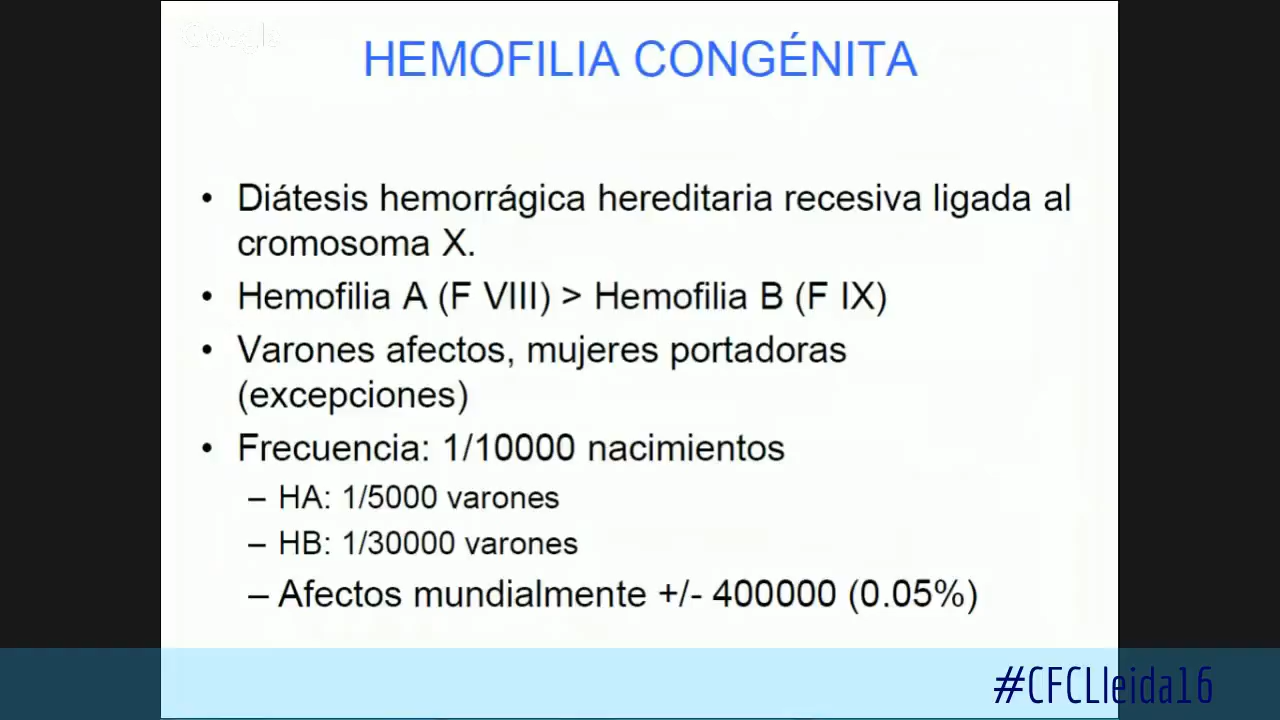 Google
HEMOFILIA CONGÉNITA
• Diátesis hemorrágica hereditaria recesiva ligada al
cromosoma X.
• Hemofilia A (F VIII) > Hemofilia B (F IX)
• Varones afectos, mujeres portadoras
(excepciones)
• Frecuencia: 1/10000 nacimientos
– HA: 1/5000 varones
– HB: 1/30000 varones
– Afectos mundialmente +/- 400000 (0.05%)
#CFCLleida16